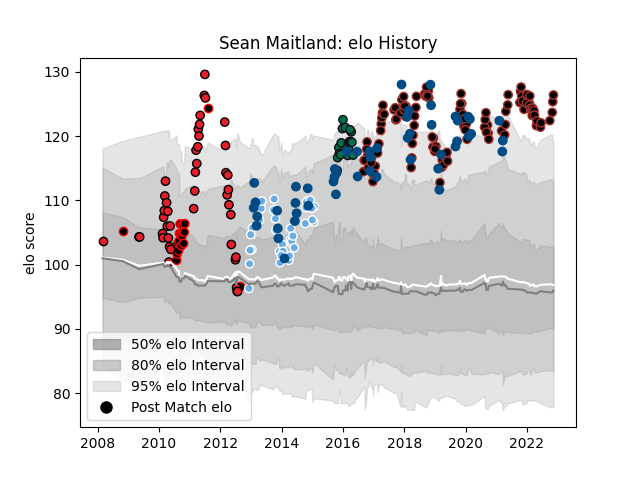 Sean Maitland: elo History
elo score
130
120
110
100
90
80
50% elo Interval
80% elo Interval
95% elo Interval
Post Match elo
2008 2010 2012 2014 2016 2018 2020 2022